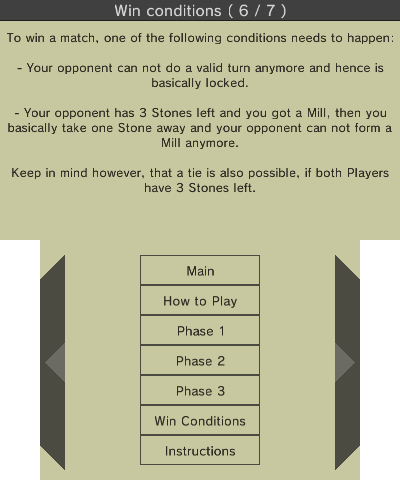 Win conditions ( 6 / 7 )
To win a match, one of the following conditions needs to happen:
- Your opponent can not do a valid turn anymore and hence is
basically locked.
- Your opponent has 3 Stones left and you got a Mill, then you
basically take one Stone away and your opponent can not form a
Mill anymore.
Keep in mind however, that a tie is also possible, if both Players
have 3 Stones left.
Main
How to Play
Phase 1
Phase 2
Phase 3
Win Conditions
Instructions